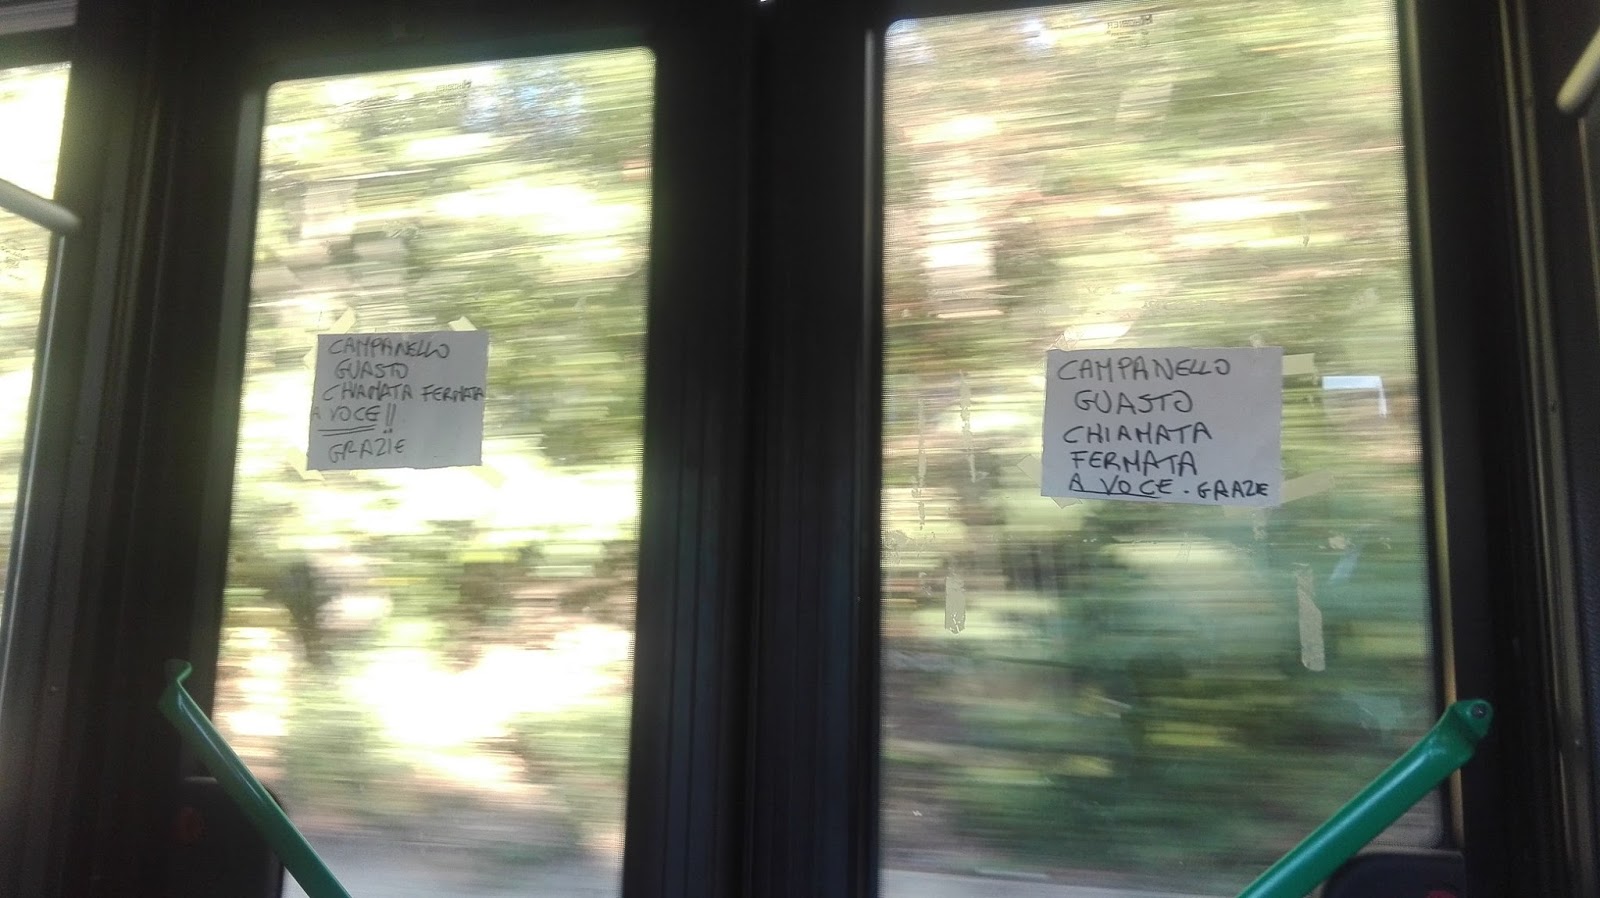 CAMPANELLO
GUASTO
CHIAMATA FERMATA
A VOCE!!
GRAZIE
CAMPANELLO
GUASTO
CHIAMATA
FERMATA
A VOCE. GRAZIE